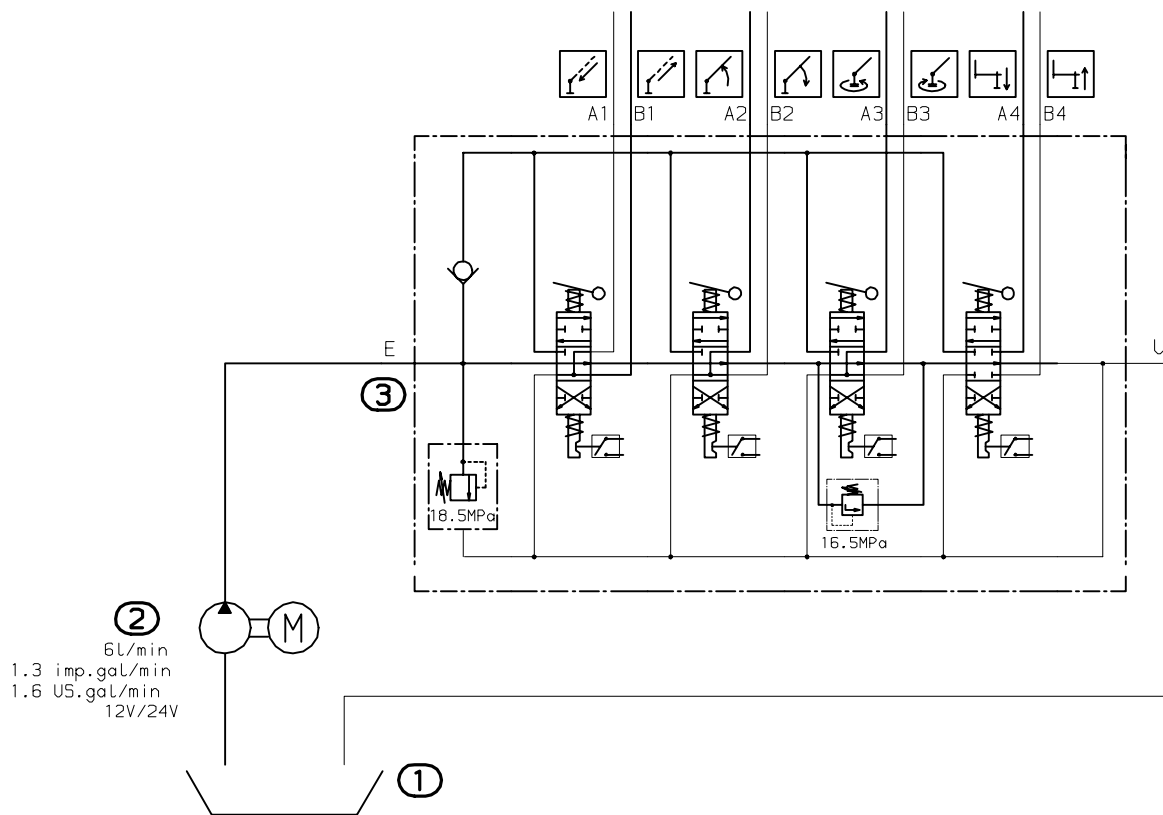 A1 B1 A2 B2 A3 B3 A4 B4
E
3
18.5MPa
16.5MPa
2
M
6l/min
1.3 imp.gal/min
1.6 US.gal/min
12V/24V
1